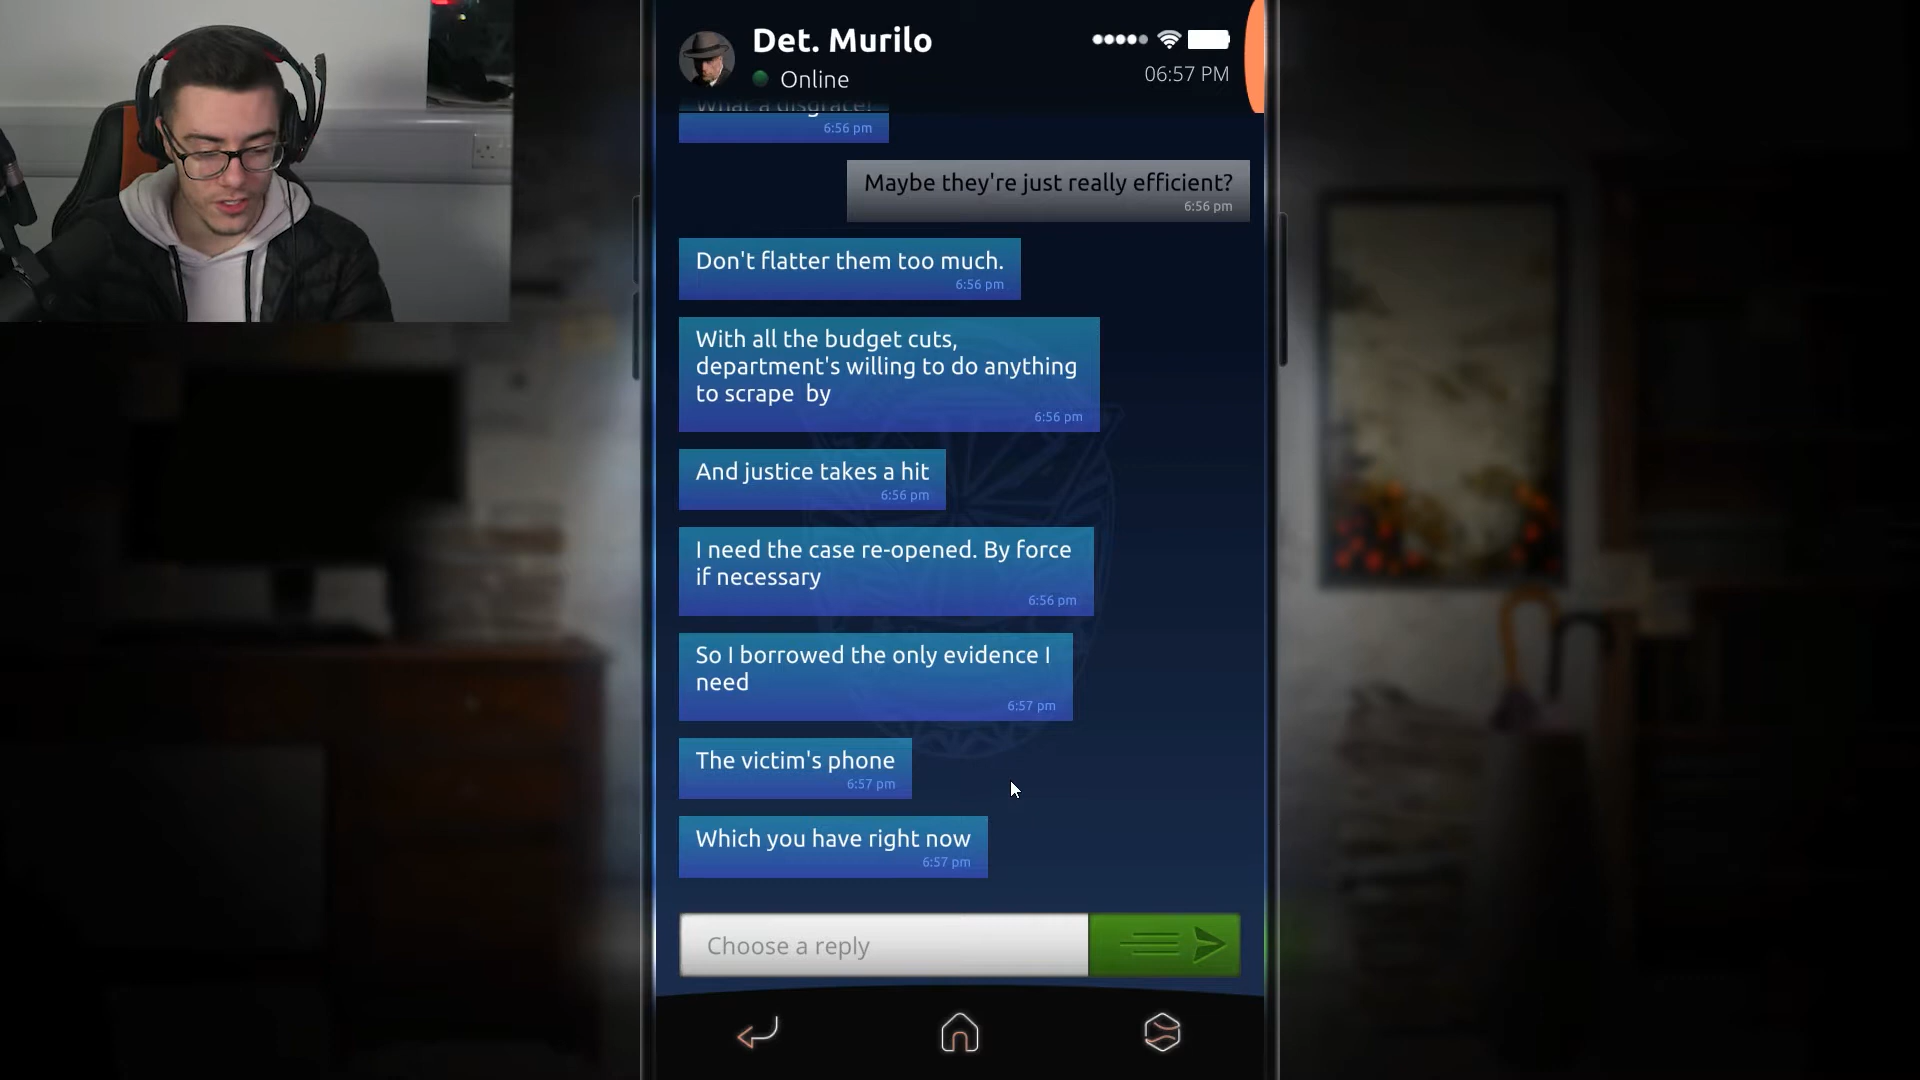 Det. Murilo
Online
06:57 PM
What a disgrace!
6:56 pm
Maybe they're just really efficient?
6:56 pm
Don't flatter them too much.
6:56 pm
With all the budget cuts,
department's willing to do anything
to scrape  by
6:56 pm
And justice takes a hit
6:56 pm
I need the case re-opened. By force
if necessary
6:56 pm
So I borrowed the only evidence I
need
6:57 pm
The victim's phone
6:57 pm
Which you have right now
6:57 pm
Choose a reply